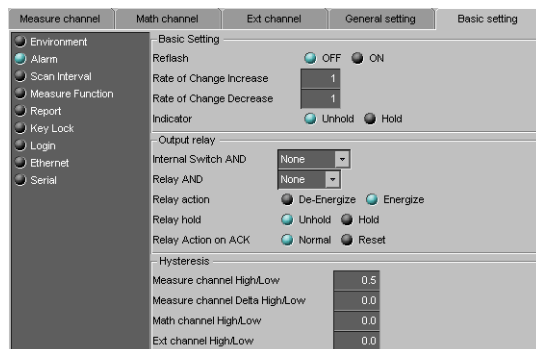 Measure channel Math channel Ext channel General setting Basic setting
Environment
Alarm
Scan Interval
Measure Function
Report
Key Lock
Login
Ethernet
Serial
Basic Setting
Reflash OFF ON
Rate of Change Increase 1
Rate of Change Decrease 1
Indicator Unhold Hold
Output relay
Internal Switch AND None
Relay AND None
Relay action De-Energize Energize
Relay hold Unhold Hold
Relay Action on ACK Normal Reset
Hysteresis
Measure channel High/Low 0.5
Measure channel Delta High/Low 0.0
Math channel High/Low 0.0
Ext channel High/Low 0.0